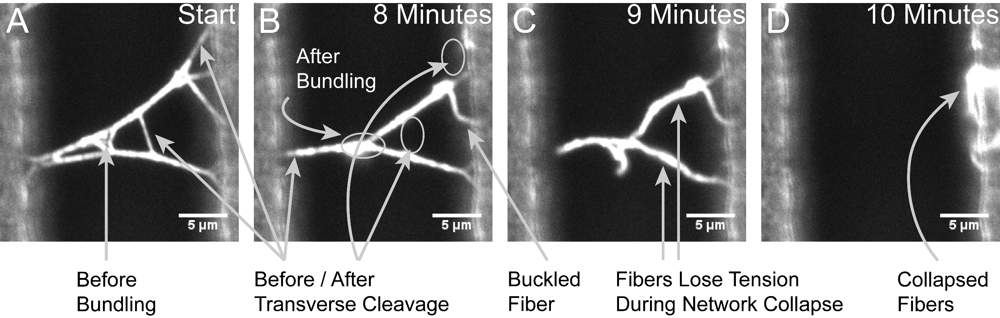 A
Start
B
8 Minutes
C
9 Minutes
D
10 Minutes
After
Bundling
5 µm
5 µm
5 µm
5 µm
Before
Bundling
Before / After
Transverse Cleavage
Buckled
Fiber
Fibers Lose Tension
During Network Collapse
Collapsed
Fibers